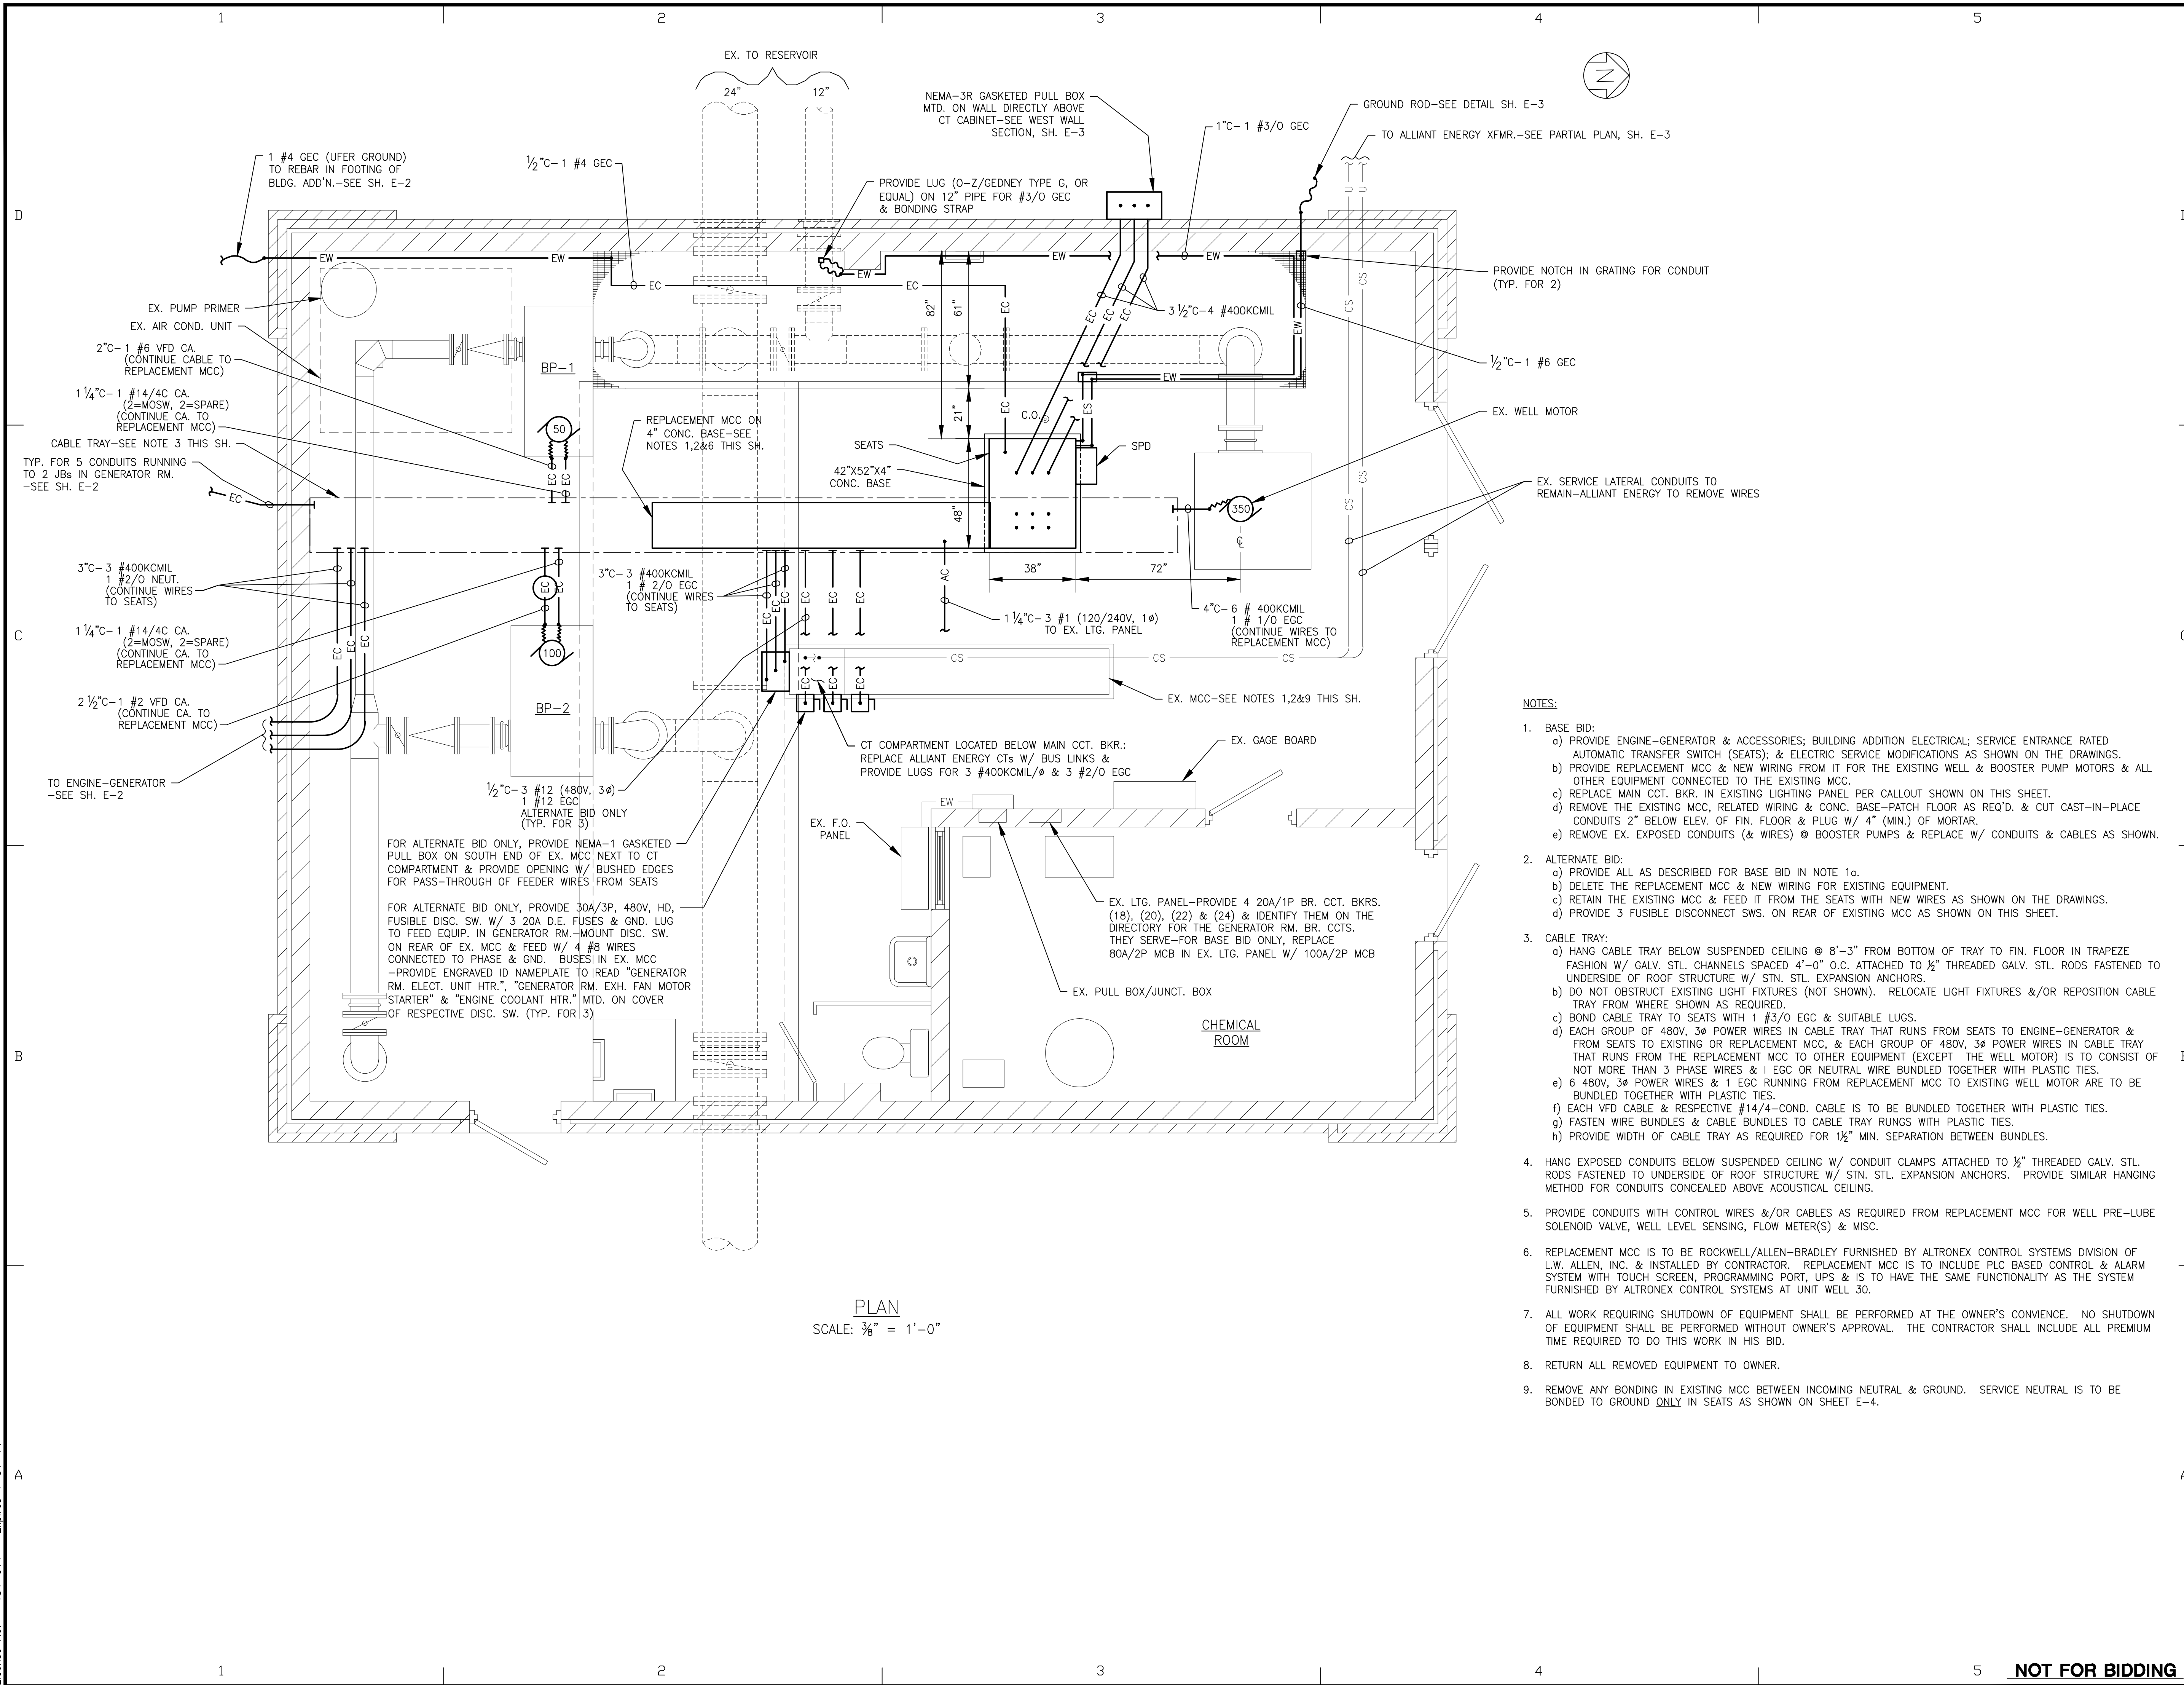 1 2 3 4 5
EX. TO RESERVOIR
24" 12"
N
NEMA-3R GASKETED PULL BOX
MTD. ON WALL DIRECTLY ABOVE
CT CABINET-SEE WEST WALL
SECTION, SH. E-3
1"C- 1 #3/0 GEC
GROUND ROD-SEE DETAIL SH. E-3
TO ALLIANT ENERGY XFMR.-SEE PARTIAL PLAN, SH. E-3
1 #4 GEC (UFER GROUND)
TO REBAR IN FOOTING OF
BLDG. ADD'N.-SEE SH. E-2
½"C- 1 #4 GEC
PROVIDE LUG (O-Z/GEDNEY TYPE G, OR
EQUAL) ON 12" PIPE FOR #3/0 GEC
& BONDING STRAP
D
EW EW EC EC EW EW EW
82" 61"
EC EC EC EC
3 ½"C-4 #400KCMIL
PROVIDE NOTCH IN GRATING FOR CONDUIT
(TYP. FOR 2)
CS CS
EX. PUMP PRIMER
EX. AIR COND. UNIT
2"C- 1 #6 VFD CA.
(CONTINUE CABLE TO
REPLACEMENT MCC)
BP-1
EW
EW
½"C- 1 #6 GEC
1 ¼"C- 1 #14/4C CA.
(2=MOSW, 2=SPARE)
(CONTINUE CA. TO
REPLACEMENT MCC)
50
REPLACEMENT MCC ON
4" CONC. BASE-SEE
NOTES 1,2&6 THIS SH.
21"
EC
C.O.
ES
EX. WELL MOTOR
CABLE TRAY-SEE NOTE 3 THIS SH.
SEATS
SPD
42"X52"X4"
CONC. BASE
TYP. FOR 5 CONDUITS RUNNING
TO 2 JBs IN GENERATOR RM.
-SEE SH. E-2
EC
EC EC
48"
350
CS
EX. SERVICE LATERAL CONDUITS TO
REMAIN-ALLIANT ENERGY TO REMOVE WIRES
38" 72"
3"C- 3 #400KCMIL
1 #2/0 NEUT.
(CONTINUE WIRES
TO SEATS)
3"C- 3 #400KCMIL
1 # 2/0 EGC
(CONTINUE WIRES
TO SEATS)
EC EC
EC EC EC EC EC
AC
1 ¼"C- 3 #1 (120/240V, 1ø)
TO EX. LTG. PANEL
4"C- 6 # 400KCMIL
1 # 1/0 EGC
(CONTINUE WIRES TO
REPLACEMENT MCC)
C
1 ¼"C- 1 #14/4C CA.
(2=MOSW, 2=SPARE)
(CONTINUE CA. TO
REPLACEMENT MCC)
EC EC EC
100
CS CS CS
EC EC EC
2 ½"C- 1 #2 VFD CA.
(CONTINUE CA. TO
REPLACEMENT MCC)
BP-2
EX. MCC-SEE NOTES 1,2&9 THIS SH.
CT COMPARTMENT LOCATED BELOW MAIN CCT. BKR.:
REPLACE ALLIANT ENERGY CTs W/ BUS LINKS &
PROVIDE LUGS FOR 3 #400KCMIL/ø & 3 #2/0 EGC
EX. GAGE BOARD
TO ENGINE-GENERATOR
-SEE SH. E-2
½"C- 3 #12 (480V, 3ø)
1 #12 EGC
ALTERNATE BID ONLY
(TYP. FOR 3)
EW
EX. F.O.
PANEL
FOR ALTERNATE BID ONLY, PROVIDE NEMA-1 GASKETED
PULL BOX ON SOUTH END OF EX. MCC NEXT TO CT
COMPARTMENT & PROVIDE OPENING W/ BUSHED EDGES
FOR PASS-THROUGH OF FEEDER WIRES FROM SEATS
FOR ALTERNATE BID ONLY, PROVIDE 30A/3P, 480V, HD,
FUSIBLE DISC. SW. W/ 3 20A D.E. FUSES & GND. LUG
TO FEED EQUIP. IN GENERATOR RM.-MOUNT DISC. SW.
ON REAR OF EX. MCC & FEED W/ 4 #8 WIRES
CONNECTED TO PHASE & GND. BUSES IN EX. MCC
-PROVIDE ENGRAVED ID NAMEPLATE TO READ "GENERATOR
RM. ELECT. UNIT HTR.", "GENERATOR RM. EXH. FAN MOTOR
STARTER" & "ENGINE COOLANT HTR." MTD. ON COVER
OF RESPECTIVE DISC. SW. (TYP. FOR 3)
EX. LTG. PANEL-PROVIDE 4 20A/1P BR. CCT. BKRS.
(18), (20), (22) & (24) & IDENTIFY THEM ON THE
DIRECTORY FOR THE GENERATOR RM. BR. CCTS.
THEY SERVE-FOR BASE BID ONLY, REPLACE
80A/2P MCB IN EX. LTG. PANEL W/ 100A/2P MCB
EX. PULL BOX/JUNCT. BOX
CHEMICAL
ROOM
B
PLAN
SCALE: ⅜" = 1'-0"
NOTES:
1. BASE BID:
a) PROVIDE ENGINE-GENERATOR & ACCESSORIES; BUILDING ADDITION ELECTRICAL; SERVICE ENTRANCE RATED
AUTOMATIC TRANSFER SWITCH (SEATS); & ELECTRIC SERVICE MODIFICATIONS AS SHOWN ON THE DRAWINGS.
b) PROVIDE REPLACEMENT MCC & NEW WIRING FROM IT FOR THE EXISTING WELL & BOOSTER PUMP MOTORS & ALL
OTHER EQUIPMENT CONNECTED TO THE EXISTING MCC.
c) REPLACE MAIN CCT. BKR. IN EXISTING LIGHTING PANEL PER CALLOUT SHOWN ON THIS SHEET.
d) REMOVE THE EXISTING MCC, RELATED WIRING & CONC. BASE-PATCH FLOOR AS REQ'D. & CUT CAST-IN-PLACE
CONDUITS 2" BELOW ELEV. OF FIN. FLOOR & PLUG W/ 4" (MIN.) OF MORTAR.
e) REMOVE EX. EXPOSED CONDUITS (& WIRES) @ BOOSTER PUMPS & REPLACE W/ CONDUITS & CABLES AS SHOWN.
2. ALTERNATE BID:
a) PROVIDE ALL AS DESCRIBED FOR BASE BID IN NOTE 1a.
b) DELETE THE REPLACEMENT MCC & NEW WIRING FOR EXISTING EQUIPMENT.
c) RETAIN THE EXISTING MCC & FEED IT FROM THE SEATS WITH NEW WIRES AS SHOWN ON THE DRAWINGS.
d) PROVIDE 3 FUSIBLE DISCONNECT SWS. ON REAR OF EXISTING MCC AS SHOWN ON THIS SHEET.
3. CABLE TRAY:
a) HANG CABLE TRAY BELOW SUSPENDED CEILING @ 8'-3" FROM BOTTOM OF TRAY TO FIN. FLOOR IN TRAPEZE
FASHION W/ GALV. STL. CHANNELS SPACED 4'-0" O.C. ATTACHED TO ½" THREADED GALV. STL. RODS FASTENED TO
UNDERSIDE OF ROOF STRUCTURE W/ STN. STL. EXPANSION ANCHORS.
b) DO NOT OBSTRUCT EXISTING LIGHT FIXTURES (NOT SHOWN). RELOCATE LIGHT FIXTURES &/OR REPOSITION CABLE
TRAY FROM WHERE SHOWN AS REQUIRED.
c) BOND CABLE TRAY TO SEATS WITH 1 #3/0 EGC & SUITABLE LUGS.
d) EACH GROUP OF 480V, 3ø POWER WIRES IN CABLE TRAY THAT RUNS FROM SEATS TO ENGINE-GENERATOR &
FROM SEATS TO EXISTING OR REPLACEMENT MCC, & EACH GROUP OF 480V, 3ø POWER WIRES IN CABLE TRAY
THAT RUNS FROM THE REPLACEMENT MCC TO OTHER EQUIPMENT (EXCEPT THE WELL MOTOR) IS TO CONSIST OF
NOT MORE THAN 3 PHASE WIRES & I EGC OR NEUTRAL WIRE BUNDLED TOGETHER WITH PLASTIC TIES.
e) 6 480V, 3ø POWER WIRES & 1 EGC RUNNING FROM REPLACEMENT MCC TO EXISTING WELL MOTOR ARE TO BE
BUNDLED TOGETHER WITH PLASTIC TIES.
f) EACH VFD CABLE & RESPECTIVE #14/4-COND. CABLE IS TO BE BUNDLED TOGETHER WITH PLASTIC TIES.
g) FASTEN WIRE BUNDLES & CABLE BUNDLES TO CABLE TRAY RUNGS WITH PLASTIC TIES.
h) PROVIDE WIDTH OF CABLE TRAY AS REQUIRED FOR 1½" MIN. SEPARATION BETWEEN BUNDLES.
4. HANG EXPOSED CONDUITS BELOW SUSPENDED CEILING W/ CONDUIT CLAMPS ATTACHED TO ½" THREADED GALV. STL.
RODS FASTENED TO UNDERSIDE OF ROOF STRUCTURE W/ STN. STL. EXPANSION ANCHORS. PROVIDE SIMILAR HANGING
METHOD FOR CONDUITS CONCEALED ABOVE ACOUSTICAL CEILING.
5. PROVIDE CONDUITS WITH CONTROL WIRES &/OR CABLES AS REQUIRED FROM REPLACEMENT MCC FOR WELL PRE-LUBE
SOLENOID VALVE, WELL LEVEL SENSING, FLOW METER(S) & MISC.
6. REPLACEMENT MCC IS TO BE ROCKWELL/ALLEN-BRADLEY FURNISHED BY ALTRONEX CONTROL SYSTEMS DIVISION OF
L.W. ALLEN, INC. & INSTALLED BY CONTRACTOR. REPLACEMENT MCC IS TO INCLUDE PLC BASED CONTROL & ALARM
SYSTEM WITH TOUCH SCREEN, PROGRAMMING PORT, UPS & IS TO HAVE THE SAME FUNCTIONALITY AS THE SYSTEM
FURNISHED BY ALTRONEX CONTROL SYSTEMS AT UNIT WELL 30.
7. ALL WORK REQUIRING SHUTDOWN OF EQUIPMENT SHALL BE PERFORMED AT THE OWNER'S CONVIENCE. NO SHUTDOWN
OF EQUIPMENT SHALL BE PERFORMED WITHOUT OWNER'S APPROVAL. THE CONTRACTOR SHALL INCLUDE ALL PREMIUM
TIME REQUIRED TO DO THIS WORK IN HIS BID.
8. RETURN ALL REMOVED EQUIPMENT TO OWNER.
9. REMOVE ANY BONDING IN EXISTING MCC BETWEEN INCOMING NEUTRAL & GROUND. SERVICE NEUTRAL IS TO BE
BONDED TO GROUND ONLY IN SEATS AS SHOWN ON SHEET E-4.
A
1 2 3 4 5
NOT FOR BIDDING